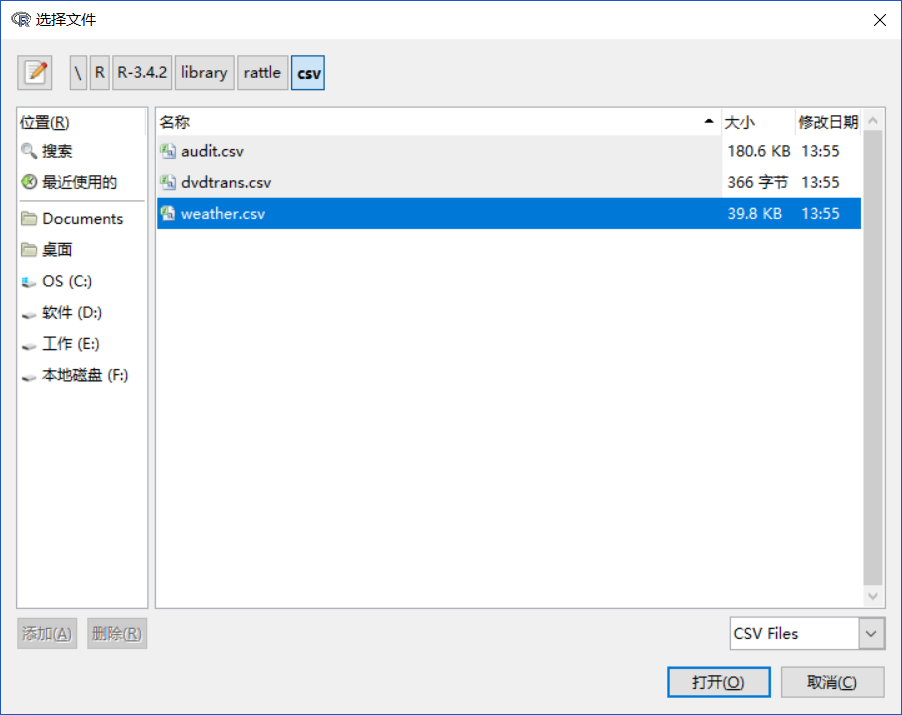 选择文件
\ R R-3.4.2 library rattle csv
位置(R)
搜索
最近使用的
Documents
桌面
OS (C:)
软件 (D:)
工作 (E:)
本地磁盘 (F:)
名称 大小 修改日期
audit.csv 180.6 KB 13:55
dvdtrans.csv 366 字节 13:55
weather.csv 39.8 KB 13:55
添加(A) 删除(R)
CSV Files
打开(O) 取消(C)